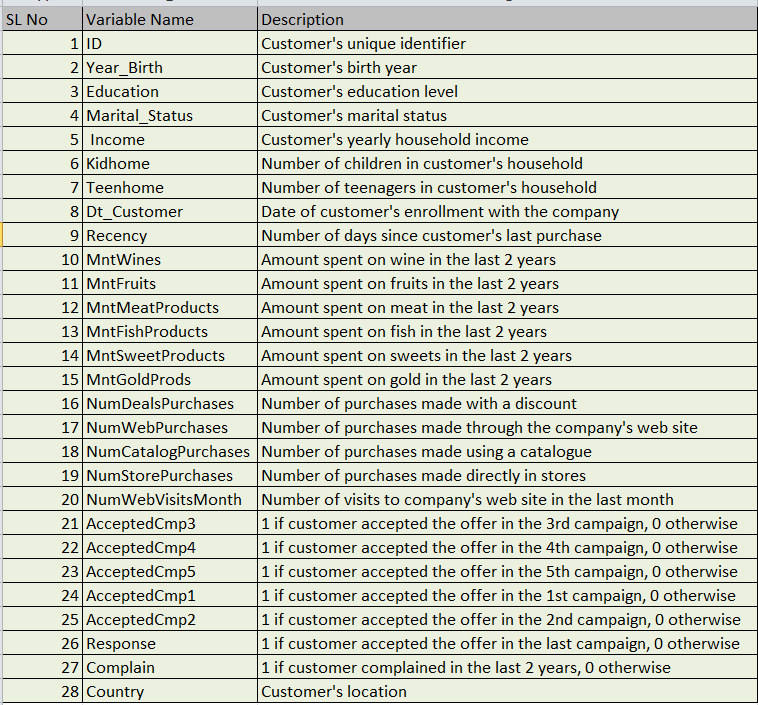 SL No Variable Name Description
1 ID Customer's unique identifier
2 Year_Birth Customer's birth year
3 Education Customer's education level
4 Marital_Status Customer's marital status
5 Income Customer's yearly household income
6 Kidhome Number of children in customer's household
7 Teenhome Number of teenagers in customer's household
8 Dt_Customer Date of customer's enrollment with the company
9 Recency Number of days since customer's last purchase
10 MntWines Amount spent on wine in the last 2 years
11 MntFruits Amount spent on fruits in the last 2 years
12 MntMeatProducts Amount spent on meat in the last 2 years
13 MntFishProducts Amount spent on fish in the last 2 years
14 MntSweetProducts Amount spent on sweets in the last 2 years
15 MntGoldProds Amount spent on gold in the last 2 years
16 NumDealsPurchases Number of purchases made with a discount
17 NumWebPurchases Number of purchases made through the company's web site
18 NumCatalogPurchases Number of purchases made using a catalogue
19 NumStorePurchases Number of purchases made directly in stores
20 NumWebVisitsMonth Number of visits to company's web site in the last month
21 AcceptedCmp3 1 if customer accepted the offer in the 3rd campaign, 0 otherwise
22 AcceptedCmp4 1 if customer accepted the offer in the 4th campaign, 0 otherwise
23 AcceptedCmp5 1 if customer accepted the offer in the 5th campaign, 0 otherwise
24 AcceptedCmp1 1 if customer accepted the offer in the 1st campaign, 0 otherwise
25 AcceptedCmp2 1 if customer accepted the offer in the 2nd campaign, 0 otherwise
26 Response 1 if customer accepted the offer in the last campaign, 0 otherwise
27 Complain 1 if customer complained in the last 2 years, 0 otherwise
28 Country Customer's location